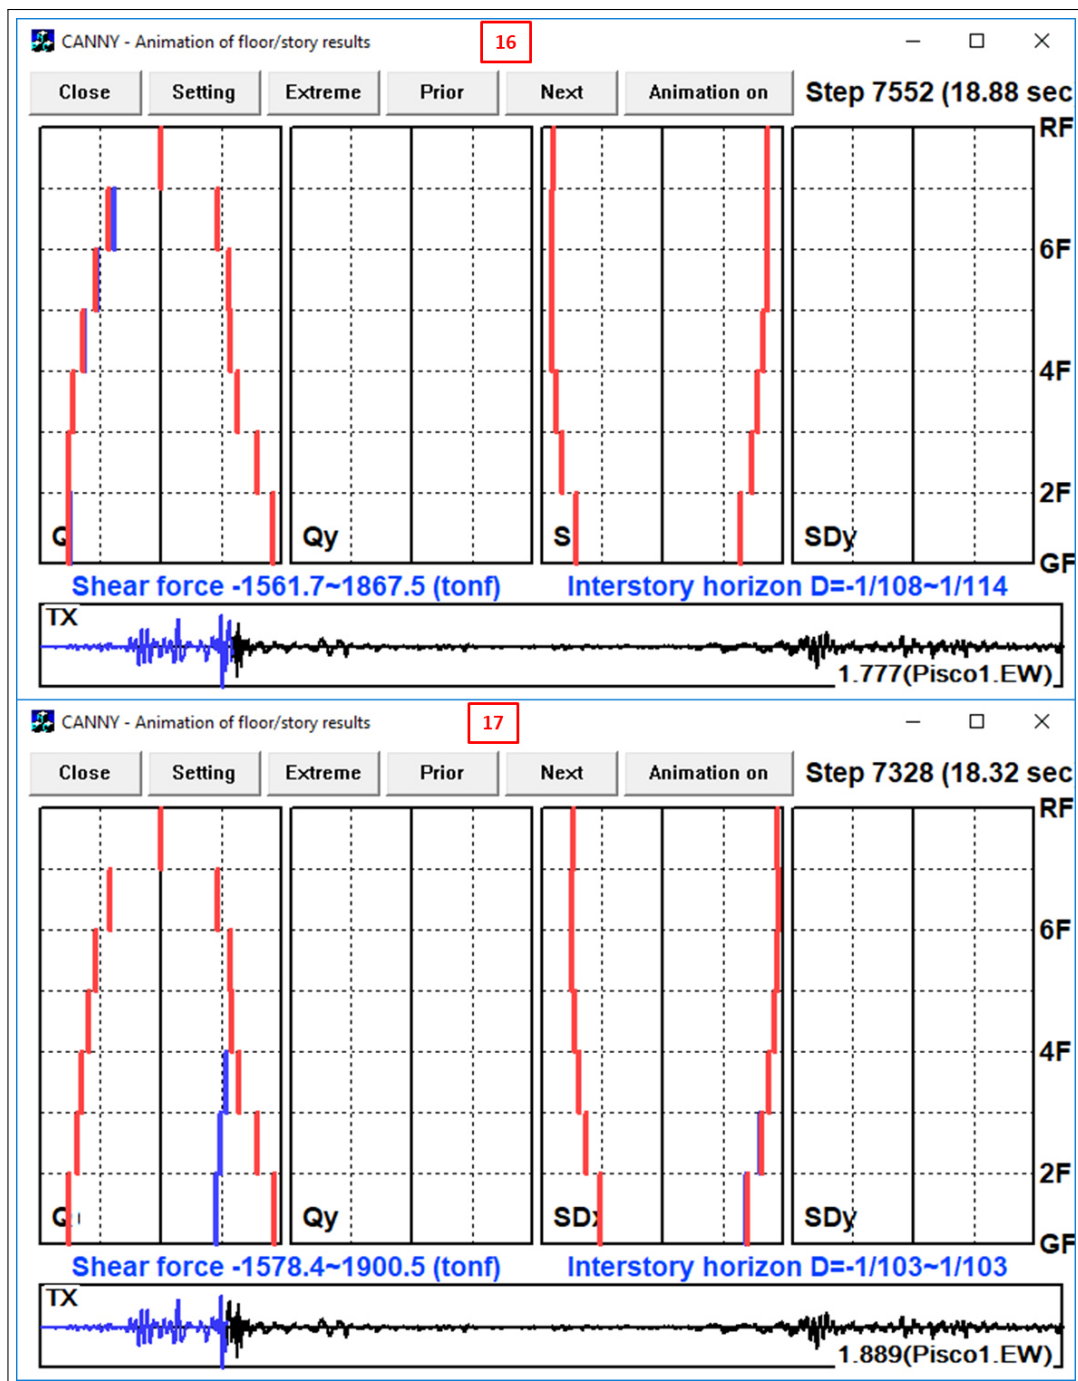 CANNY - Animation of floor/story results
16
Close Setting Extreme Prior Next Animation on Step 7552 (18.88 sec
RF
6F
4F
2F
Q Qy S SDy
GF
Shear force -1561.7~1867.5 (tonf) Interstory horizon D=-1/108~1/114
TX
1.777(Pisco1.EW)
CANNY - Animation of floor/story results
17
Close Setting Extreme Prior Next Animation on Step 7328 (18.32 sec
RF
6F
4F
2F
Q Qy SDx SDy
GF
Shear force -1578.4~1900.5 (tonf) Interstory horizon D=-1/103~1/103
TX
1.889(Pisco1.EW)